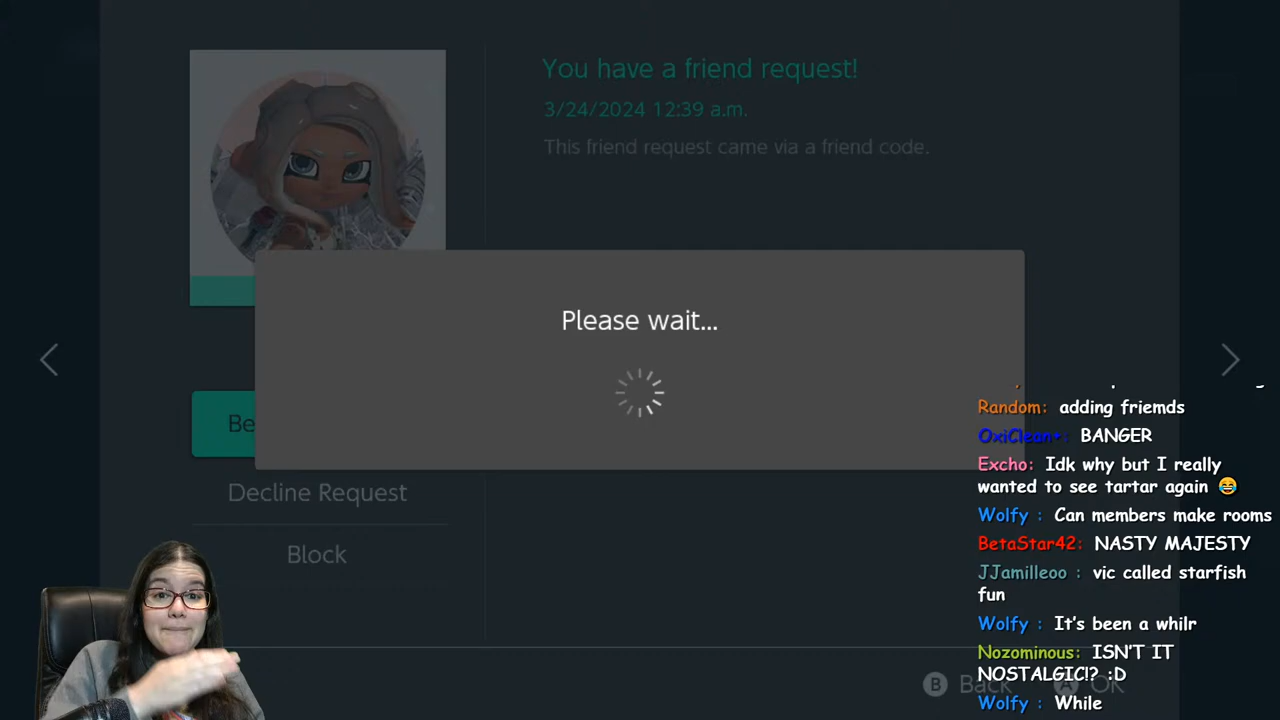 You have a friend request!
3/24/2024 12:39 a.m.
This friend request came via a friend code.
Please wait...
Be
Decline Request
Block
B Back A OK
Random: adding friemds
OxiClean+: BANGER
Excho: Idk why but I really
wanted to see tartar again 😂
Wolfy : Can members make rooms
BetaStar42: NASTY MAJESTY
JJamilleoo : vic called starfish
fun
Wolfy : It's been a whilr
Nozominous: ISN'T IT
NOSTALGIC!? :D
Wolfy : While